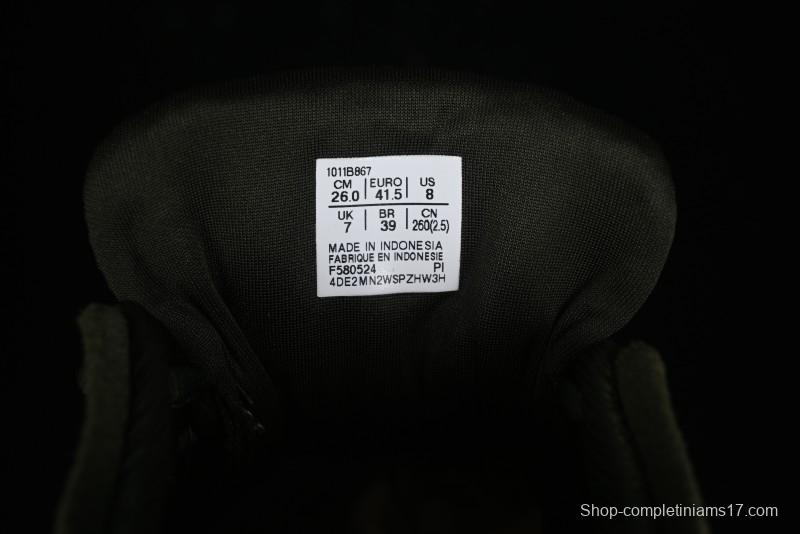 1011B867
CM EURO US
26.0 41.5 8
UK BR CN
7 39 260(2.5)
MADE IN INDONESIA
FABRIQUE EN INDONESIE
F580524 PI
4DE2MN2WSPZHW3H
Shop-completiniams17.com